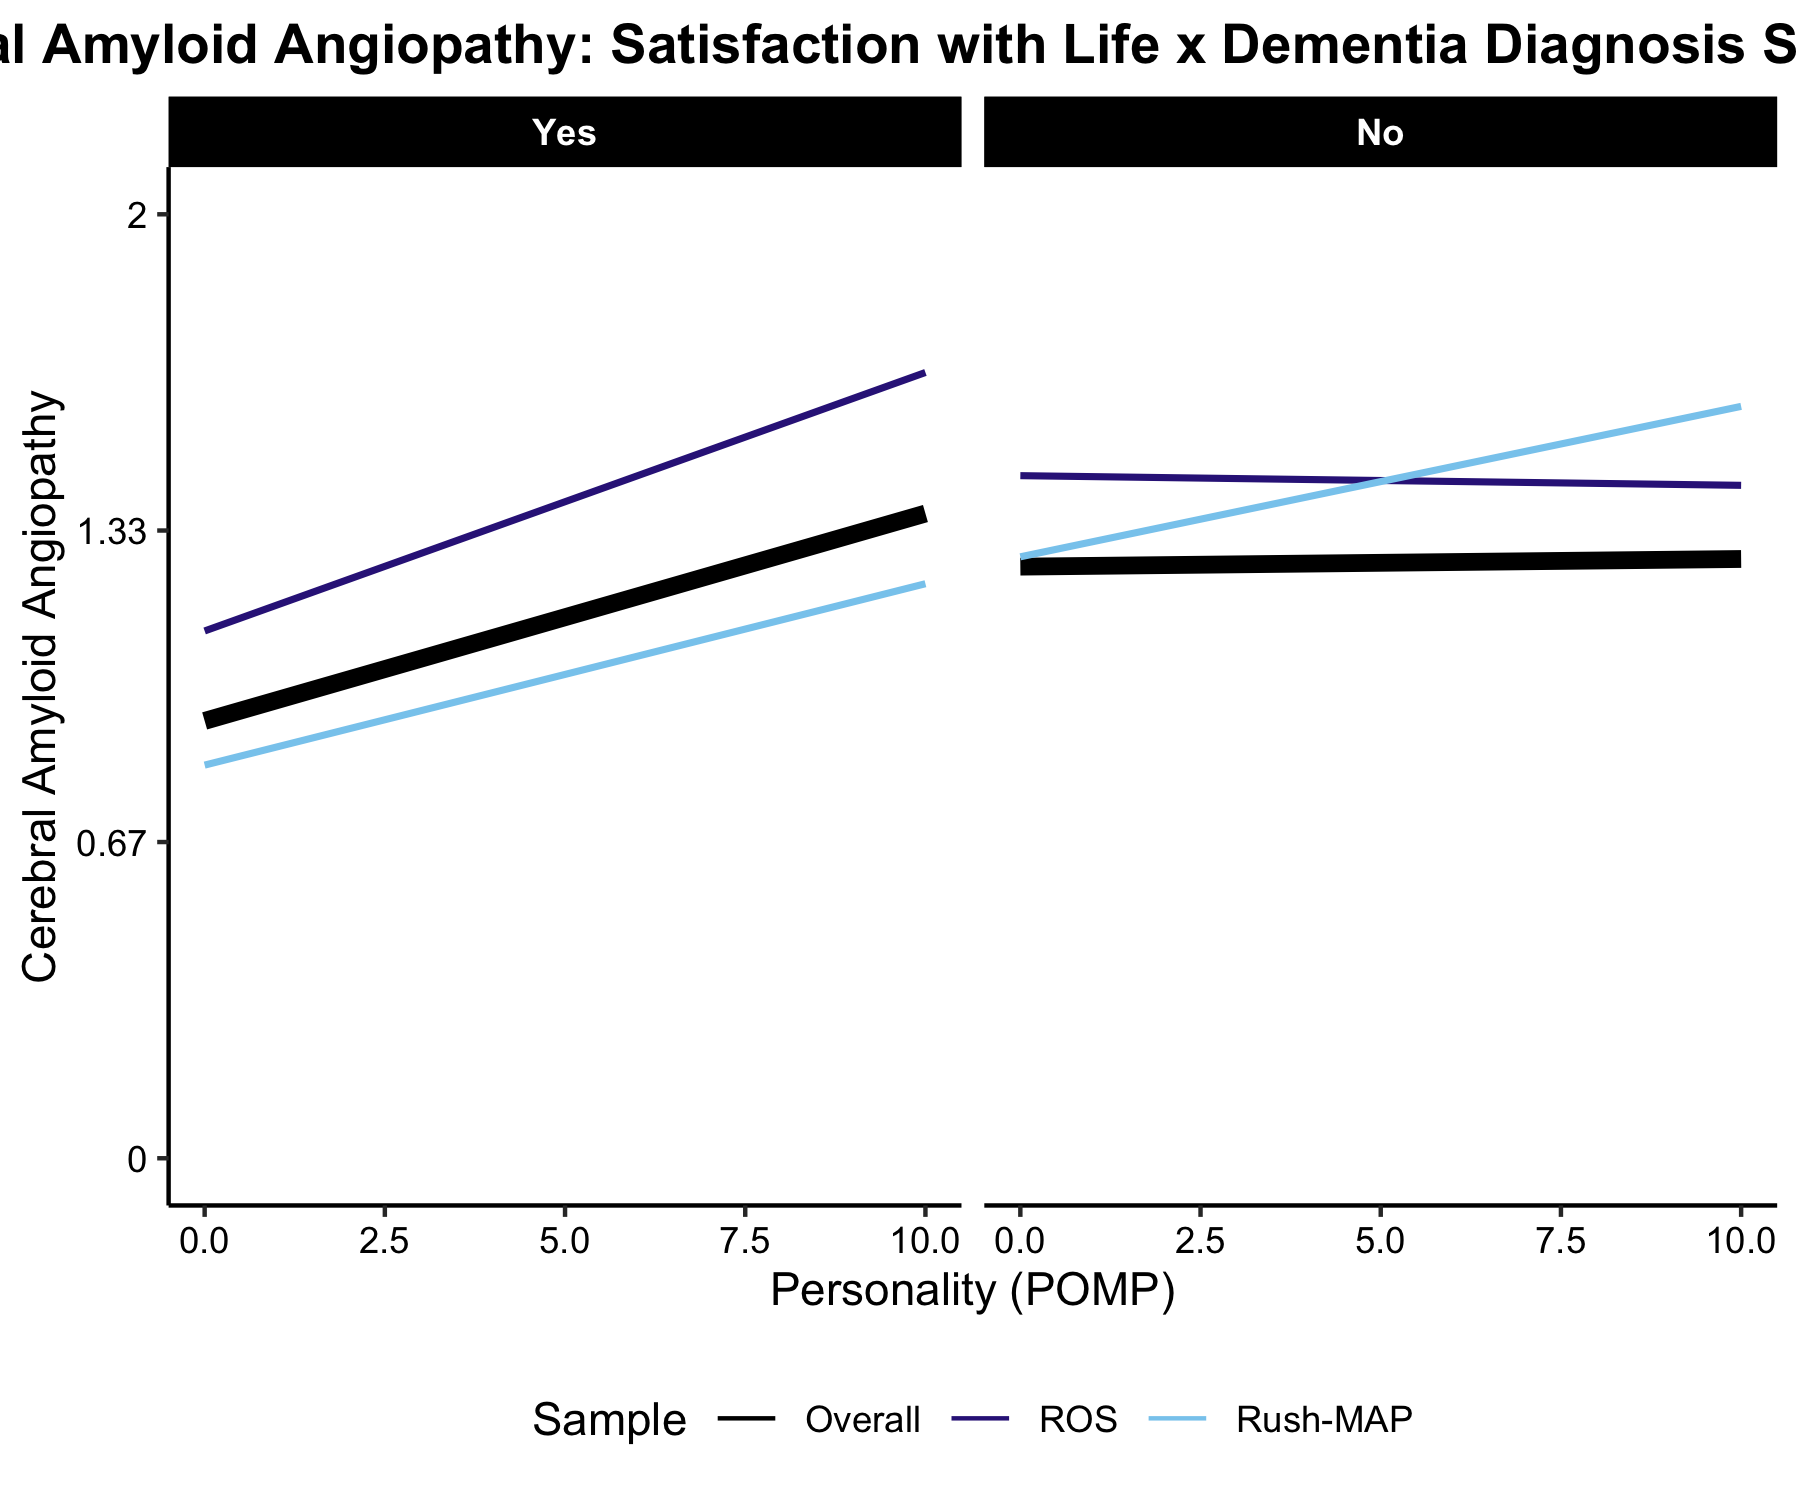 Amyloid Angiopathy: Satisfaction with Life x Dementia Diagnosis
Yes
No
Cerebral Amyloid Angiopathy
2
1.33
0.67
0
0.0 2.5 5.0 7.5 10.0
0.0 2.5 5.0 7.5 10.0
Personality (POMP)
Sample Overall ROS Rush-MAP